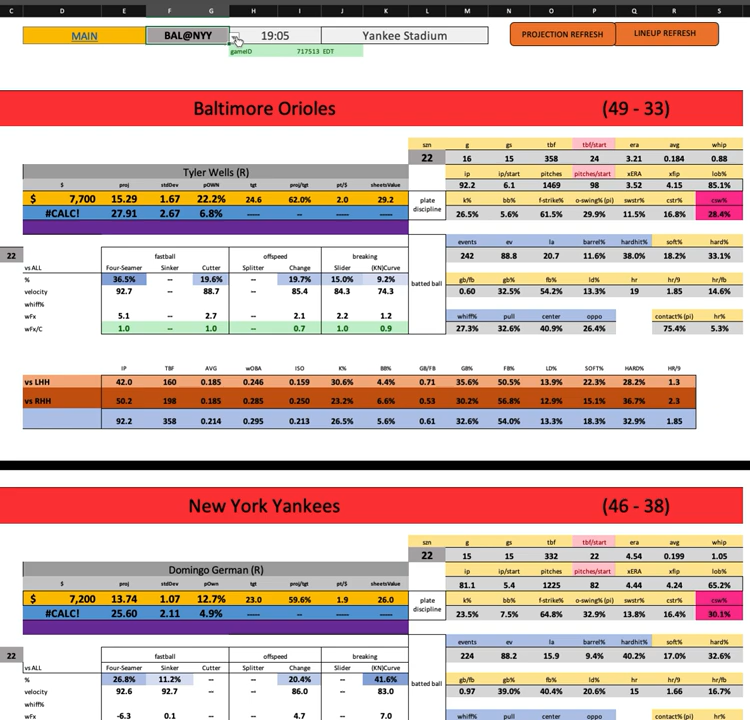 C D E F G H I J K L M N O P Q R S
MAIN BAL@NYY 19:05 Yankee Stadium PROJECTION REFRESH LINEUP REFRESH
gameID 717513 EDT
Baltimore Orioles (49 - 33)
szn g gs tbf tbf/start era avg whip
22 16 15 358 24 3.21 0.184 0.88
Tyler Wells (R) ip ip/start pitches pitches/start xERA xfip lob%
$ proj stdDev pOWN tgt proj/tgt pt/$ sheetsValue 92.2 6.1 1469 98 3.52 4.15 85.1%
$ 7,700 15.29 1.67 22.2% 24.6 62.0% 2.0 29.2 plate discipline k% bb% f-strike% o-swing% (pi) swstr% cstr% csw%
#CALC! 27.91 2.67 6.8% ---- -- ---- ---- 26.5% 5.6% 61.5% 29.9% 11.5% 16.8% 28.4%
events ev la barrel% hardhit% soft% hard%
22 fastball offspeed breaking 242 88.8 20.7 11.6% 38.0% 18.2% 33.1%
vs ALL Four-Seamer Sinker Cutter Splitter Change Slider (KN)Curve
% 36.5% -- 19.6% -- 19.7% 15.0% 9.2% batted ball gb/fb gb% fb% ld% hr hr/9 hr/fb
velocity 92.7 -- 88.7 -- 85.4 84.3 74.3 0.60 32.5% 54.2% 13.3% 19 1.85 14.6%
whiff%
wFx 5.1 -- 2.7 -- 2.1 2.2 1.2 whiff% pull center oppo contact% (pi) hr%
wFx/C 1.0 -- 1.0 -- 0.7 1.0 0.9 27.3% 32.6% 40.9% 26.4% 75.4% 5.3%
IP TBF AVG wOBA ISO K% BB% GB/FB GB% FB% LD% SOFT% HARD% HR/9
vs LHH 42.0 160 0.185 0.246 0.159 30.6% 4.4% 0.71 35.6% 50.5% 13.9% 22.3% 28.2% 1.3
vs RHH 50.2 198 0.185 0.285 0.250 23.2% 6.6% 0.53 30.2% 56.8% 12.9% 15.1% 36.7% 2.3
92.2 358 0.214 0.295 0.213 26.5% 5.6% 0.61 32.6% 54.0% 13.3% 18.3% 32.9% 1.85
New York Yankees (46 - 38)
szn g gs tbf tbf/start era avg whip
22 15 15 332 22 4.54 0.199 1.05
Domingo German (R) ip ip/start pitches pitches/start xERA xfip lob%
$ proj stdDev pOwn tgt proj/tgt pt/$ sheetsValue 81.1 5.4 1225 82 4.44 4.24 65.2%
$ 7,200 13.74 1.07 12.7% 23.0 59.6% 1.9 26.0 plate discipline k% bb% f-strike% o-swing% (pi) swstr% cstr% csw%
#CALC! 25.60 2.11 4.9% ---- -- ---- ---- 23.5% 7.5% 64.8% 32.9% 13.8% 16.4% 30.1%
events ev la barrel% hardhit% soft% hard%
22 fastball offspeed breaking 224 88.2 15.9 9.4% 40.2% 17.0% 32.6%
vs ALL Four-Seamer Sinker Cutter Splitter Change Slider (KN)Curve
% 26.8% 11.2% -- -- 20.4% -- 41.6% batted ball gb/fb gb% fb% ld% hr hr/9 hr/fb
velocity 92.6 92.7 -- -- 86.0 -- 83.0 0.97 39.0% 40.4% 20.6% 15 1.66 16.7%
whiff%
wFx -6.3 0.1 -- -- 4.7 -- 7.0 whiff% pull center oppo contact% (pi) hr%